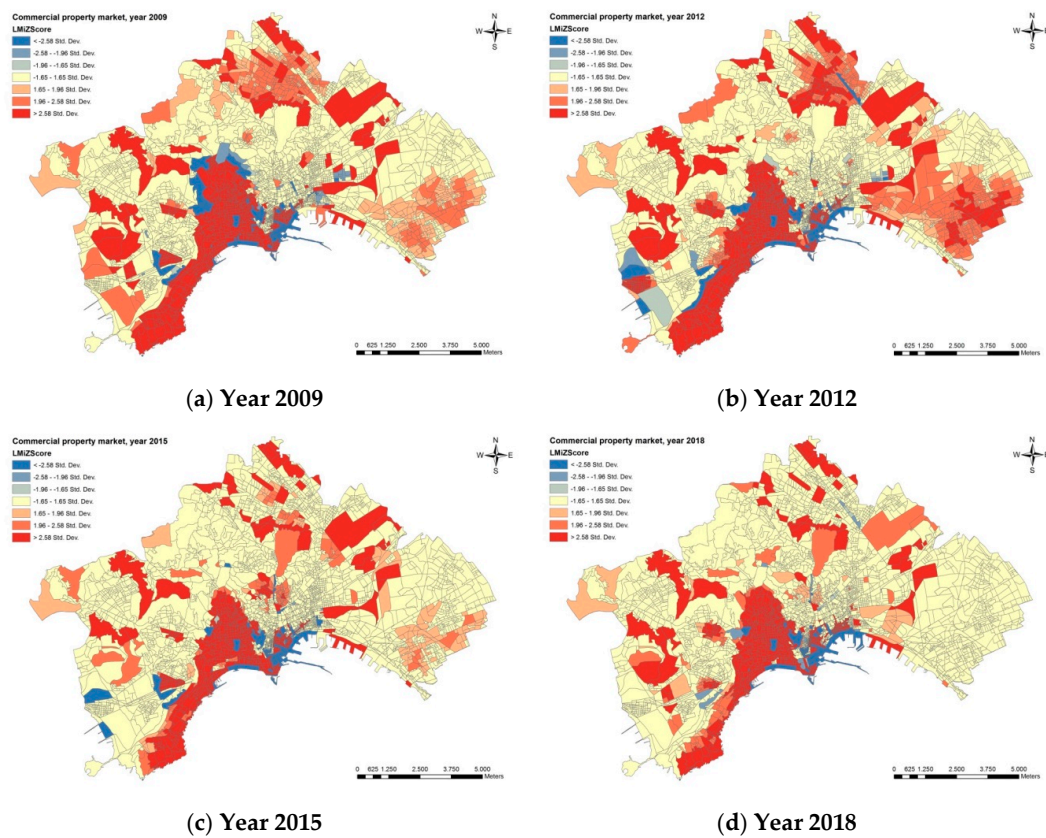 Commercial property market, year 2009
LMiZScore
< -2.58 Std. Dev.
-2.58 - -1.96 Std. Dev.
-1.96 - -1.65 Std. Dev.
-1.65 - 1.65 Std. Dev.
1.65 - 1.96 Std. Dev.
1.96 - 2.58 Std. Dev.
> 2.58 Std. Dev.
N
W E
S
0 625 1.250 2.500 3.750 5.000
Meters
(a) Year 2009
Commercial property market, year 2012
LMiZScore
< -2.58 Std. Dev.
-2.58 - -1.96 Std. Dev.
-1.96 - -1.65 Std. Dev.
-1.65 - 1.65 Std. Dev.
1.65 - 1.96 Std. Dev.
1.96 - 2.58 Std. Dev.
> 2.58 Std. Dev.
N
W E
S
0 625 1.250 2.500 3.750 5.000
Meters
(b) Year 2012
Commercial property market, year 2015
LMiZScore
< -2.58 Std. Dev.
-2.58 - -1.96 Std. Dev.
-1.96 - -1.65 Std. Dev.
-1.65 - 1.65 Std. Dev.
1.65 - 1.96 Std. Dev.
1.96 - 2.58 Std. Dev.
> 2.58 Std. Dev.
N
W E
S
0 625 1.250 2.500 3.750 5.000
Meters
(c) Year 2015
Commercial property market, year 2018
LMiZScore
< -2.58 Std. Dev.
-2.58 - -1.96 Std. Dev.
-1.96 - -1.65 Std. Dev.
-1.65 - 1.65 Std. Dev.
1.65 - 1.96 Std. Dev.
1.96 - 2.58 Std. Dev.
> 2.58 Std. Dev.
N
W E
S
0 625 1.250 2.500 3.750 5.000
Meters
(d) Year 2018